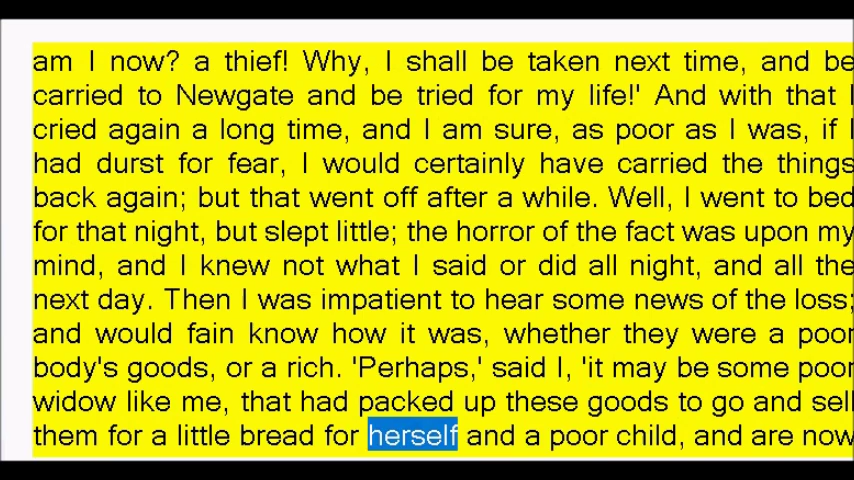 am I now? a thief! Why, I shall be taken next time, and be
carried to Newgate and be tried for my life!' And with that I
cried again a long time, and I am sure, as poor as I was, if I
had durst for fear, I would certainly have carried the things
back again; but that went off after a while. Well, I went to bed
for that night, but slept little; the horror of the fact was upon my
mind, and I knew not what I said or did all night, and all the
next day. Then I was impatient to hear some news of the loss;
and would fain know how it was, whether they were a poor
body's goods, or a rich. 'Perhaps,' said I, 'it may be some poor
widow like me, that had packed up these goods to go and sell
them for a little bread for herself and a poor child, and are now